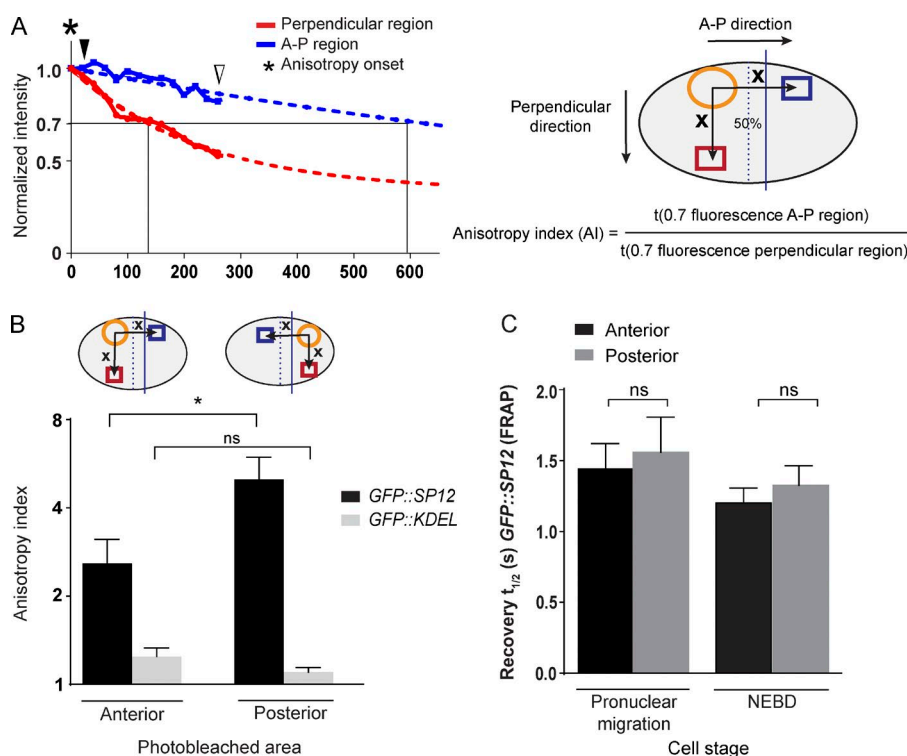 A
*
Perpendicular region
A-P region
* Anisotropy onset
Normalized intensity
1.0
0.7
0.5
0
0 100 200 300 400 500 600
A-P direction
Perpendicular direction
X
X
50%
Anisotropy index (AI) = t(0.7 fluorescence A-P region)
t(0.7 fluorescence perpendicular region)
B
x
x
x
x
*
ns
8
4
2
1
Anisotropy index
GFP::SP12
GFP::KDEL
Anterior Posterior
Photobleached area
C
Anterior
Posterior
ns ns
Recovery t1/2 (s) GFP::SP12 (FRAP)
2.0
1.5
1.0
0.5
0.0
Pronuclear migration
NEBD
Cell stage